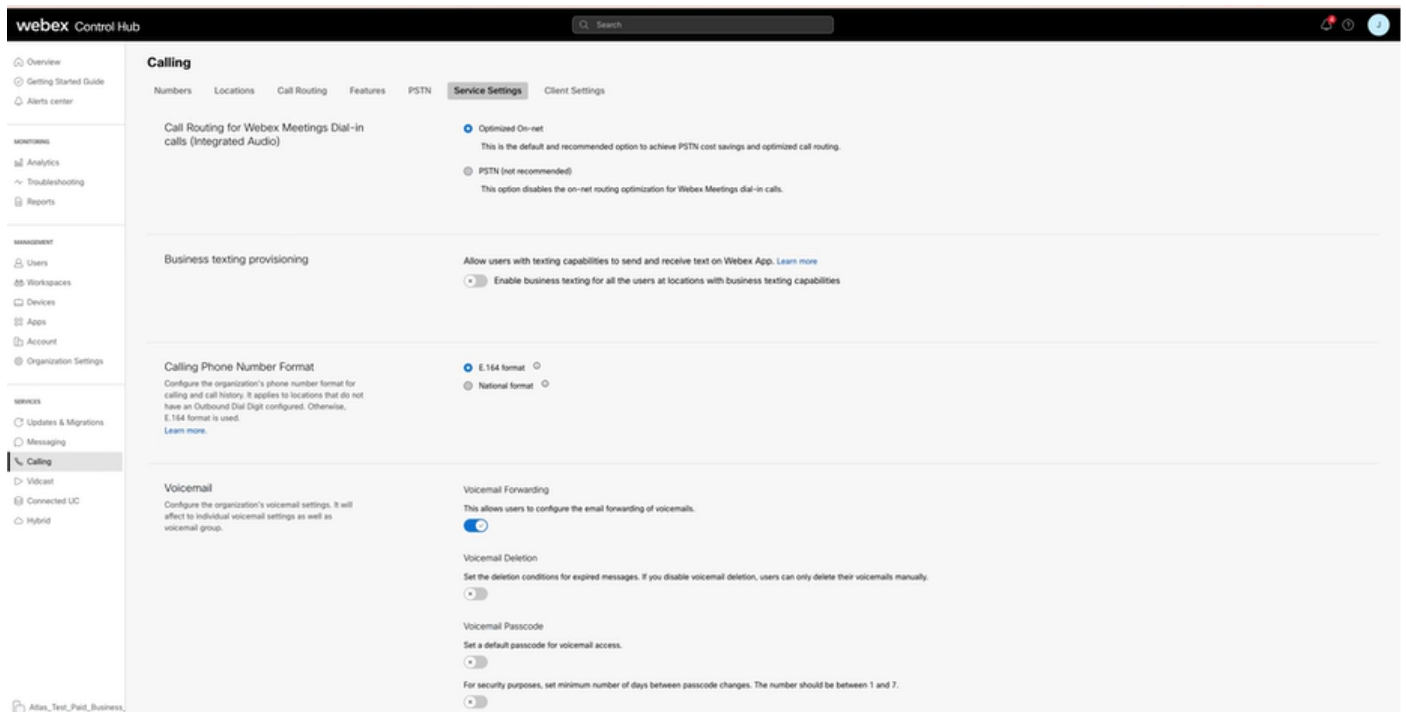 webex Control Hub
Search
4
J
Overview
Getting Started Guide
Alerts center
MONITORING
Analytics
Troubleshooting
Reports
MANAGEMENT
Users
Workspaces
Devices
Apps
Account
Organization Settings
SERVICES
Updates & Migrations
Messaging
Calling
Vidcast
Connected UC
Hybrid
Atlas_Test_Paid_Business_
Calling
Numbers Locations Call Routing Features PSTN Service Settings Client Settings
Call Routing for Webex Meetings Dial-in
calls (Integrated Audio)
Optimized On-net
This is the default and recommended option to achieve PSTN cost savings and optimized call routing.
PSTN (not recommended)
This option disables the on-net routing optimization for Webex Meetings dial-in calls.
Business texting provisioning
Allow users with texting capabilities to send and receive text on Webex App. Learn more
Enable business texting for all the users at locations with business texting capabilities
Calling Phone Number Format
Configure the organization's phone number format for
calling and call history. It applies to locations that do not
have an Outbound Dial Digit configured. Otherwise,
E.164 format is used.
Learn more.
E.164 format
National format
Voicemail
Configure the organization's voicemail settings. It will
affect to individual voicemail settings as well as
voicemail group.
Voicemail Forwarding
This allows users to configure the email forwarding of voicemails.
Voicemail Deletion
Set the deletion conditions for expired messages. If you disable voicemail deletion, users can only delete their voicemails manually.
Voicemail Passcode
Set a default passcode for voicemail access.
For security purposes, set minimum number of days between passcode changes. The number should be between 1 and 7.